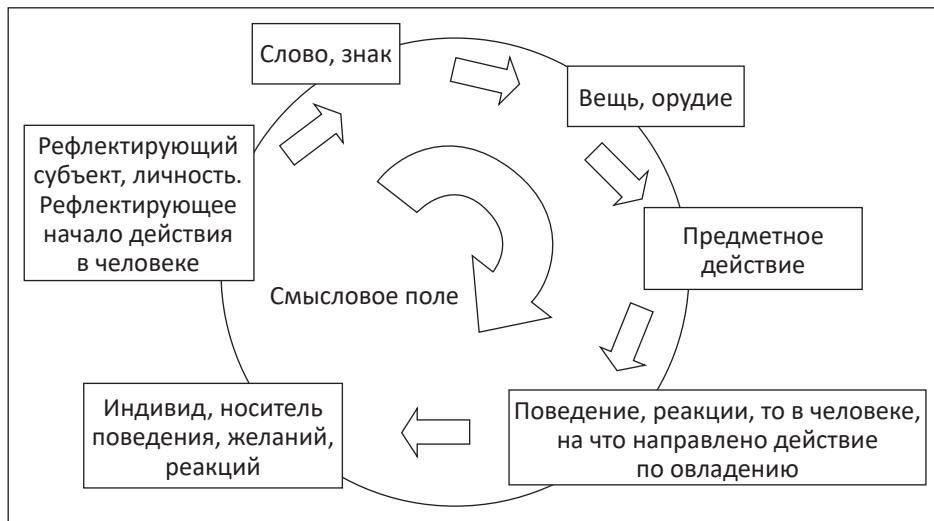 Слово, знак
Вещь, орудие
Рефлектирующий
субъект, личность.
Рефлектирующее
начало действия
в человеке
Предметное
действие
Смысловое поле
Индивид, носитель
поведения, желаний,
реакций
Поведение, реакции, то в человеке,
на что направлено действие
по овладению